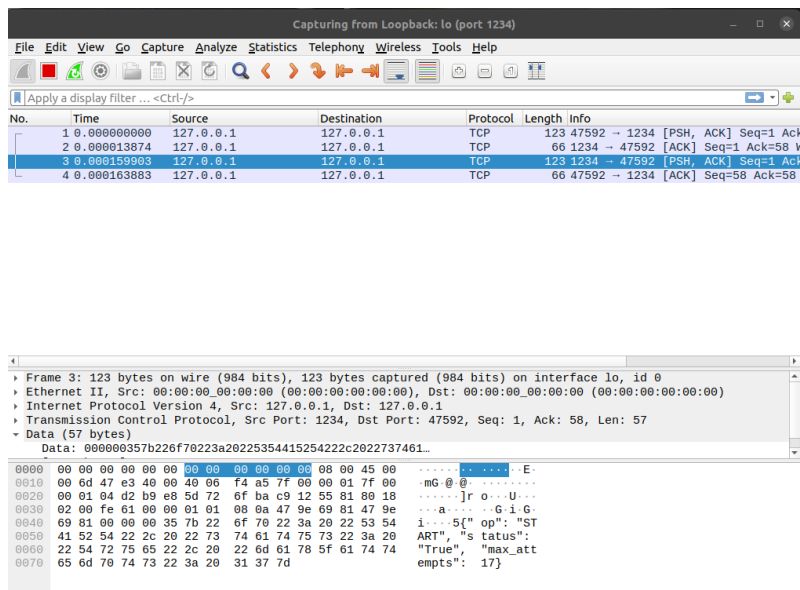 Capturing from Loopback: lo (port 1234)
File Edit View Go Capture Analyze Statistics Telephony Wireless Tools Help
Apply a display filter … <Ctrl-/>
No. Time Source Destination Protocol Length Info
1 0.000000000 127.0.0.1 127.0.0.1 TCP 123 47592 → 1234 [PSH, ACK] Seq=1 Ack
2 0.000013874 127.0.0.1 127.0.0.1 TCP 66 1234 → 47592 [ACK] Seq=1 Ack=58 W
3 0.000159903 127.0.0.1 127.0.0.1 TCP 123 1234 → 47592 [PSH, ACK] Seq=1 Ack
4 0.000163883 127.0.0.1 127.0.0.1 TCP 66 47592 → 1234 [ACK] Seq=58 Ack=58
Frame 3: 123 bytes on wire (984 bits), 123 bytes captured (984 bits) on interface lo, id 0
Ethernet II, Src: 00:00:00_00:00:00 (00:00:00:00:00:00), Dst: 00:00:00_00:00:00 (00:00:00:00:00:00)
Internet Protocol Version 4, Src: 127.0.0.1, Dst: 127.0.0.1
Transmission Control Protocol, Src Port: 1234, Dst Port: 47592, Seq: 1, Ack: 58, Len: 57
Data (57 bytes)
Data: 000000357b226f70223a20225354415254222c2022737461…
0000 00 00 00 00 00 00 00 00 00 00 00 00 08 00 45 00 ·······  ·······E·
0010 00 6d 47 e3 40 00 40 06 f4 a5 7f 00 00 01 7f 00 ·mG·@·@· ········
0020 00 01 04 d2 b9 e8 5d 72 6f ba c9 12 55 81 80 18 ······]r o···U···
0030 02 00 fe 61 00 00 01 01 08 0a 47 9e 69 81 47 9e ···a···· ··G·i·G·
0040 69 81 00 00 00 35 7b 22 6f 70 22 3a 20 22 53 54 i····5{" op": "ST
0050 41 52 54 22 2c 20 22 73 74 61 74 75 73 22 3a 20 ART", "s tatus": 
0060 22 54 72 75 65 22 2c 20 22 6d 61 78 5f 61 74 74 "True", "max_att
0070 65 6d 70 74 73 22 3a 20 31 37 7d empts": 17}